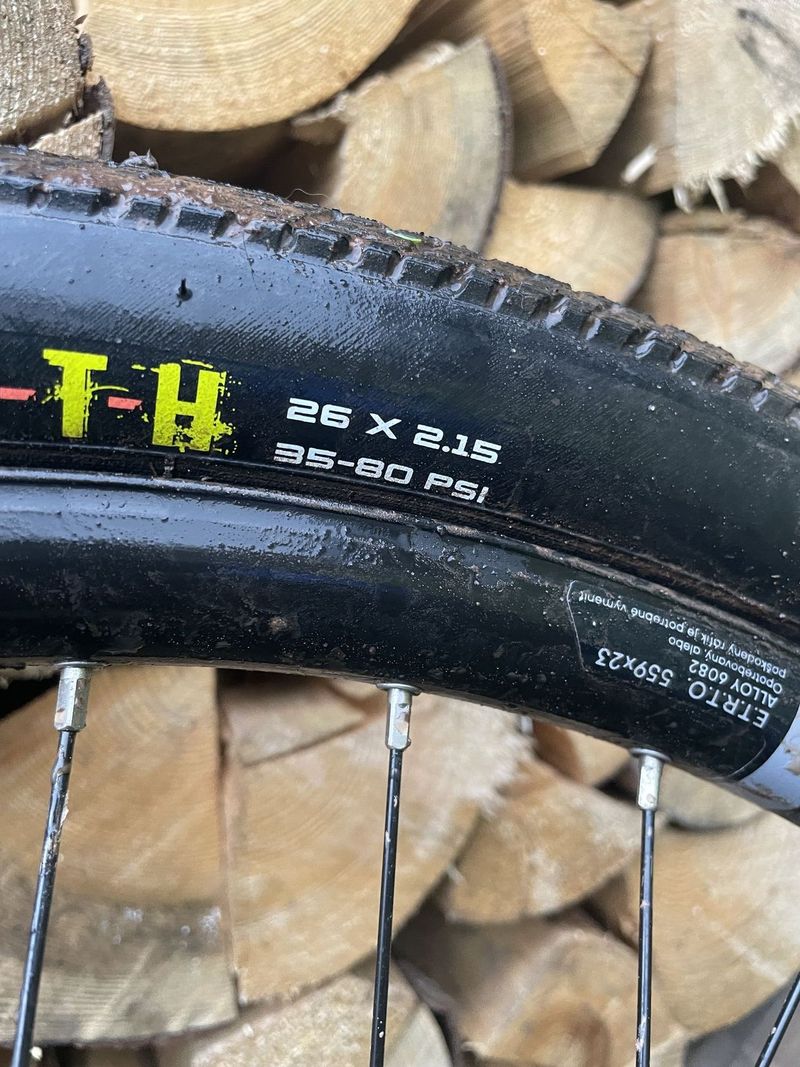 -T-H
26 X 2.15
35-80 PSI
E.T.R.T.O 559x23
ALLOY 6082
Opotrebovaný, alebo
poškodený ráfik je potrebné vymeniť